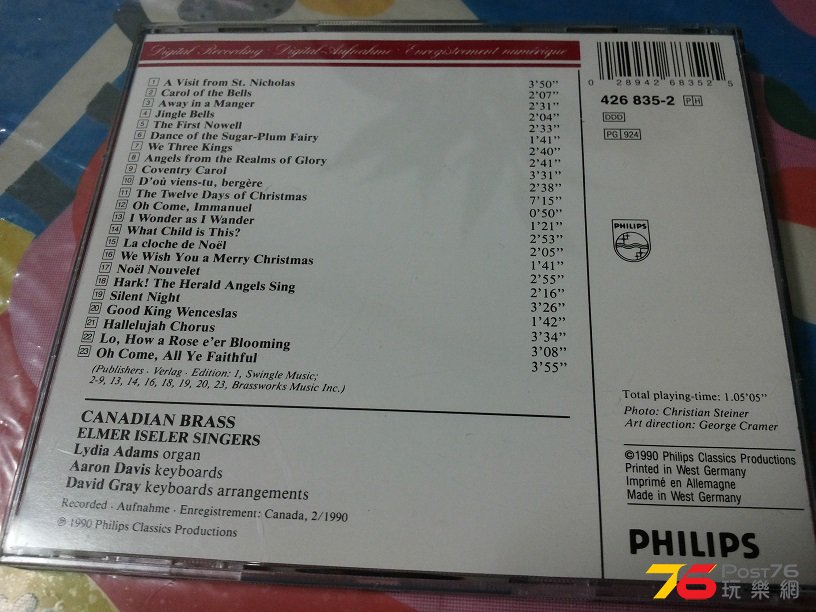 Digital Recording · Digital-Aufnahme · Enregistrement numérique
1 A Visit from St. Nicholas 3'50"
2 Carol of the Bells 2'07"
3 Away in a Manger 2'31"
4 Jingle Bells 2'04"
5 The First Nowell 2'33"
6 Dance of the Sugar-Plum Fairy 1'41"
7 We Three Kings 2'40"
8 Angels from the Realms of Glory 2'41"
9 Coventry Carol 3'31"
10 D'où viens-tu, bergère 2'38"
11 The Twelve Days of Christmas 7'15"
12 Oh Come, Immanuel 0'50"
13 I Wonder as I Wander 1'21"
14 What Child is This? 2'53"
15 La cloche de Noël 2'05"
16 We Wish You a Merry Christmas 1'41"
17 Noël Nouvelet 2'55"
18 Hark! The Herald Angels Sing 2'16"
19 Silent Night 3'26"
20 Good King Wenceslas 1'42"
21 Hallelujah Chorus 3'34"
22 Lo, How a Rose e'er Blooming 3'08"
23 Oh Come, All Ye Faithful 3'55"
(Publishers · Verlag · Edition: 1, Swingle Music;
2-9, 13, 14, 16, 18, 19, 20, 23, Brassworks Music Inc.)
CANADIAN BRASS
ELMER ISELER SINGERS
Lydia Adams organ
Aaron Davis keyboards
David Gray keyboards arrangements
Recorded · Aufnahme · Enregistrement: Canada, 2/1990
℗ 1990 Philips Classics Productions
0 28942 68352 5
426 835-2 PH
DDD
PG 924
PHILIPS
Total playing-time: 1.05'05"
Photo: Christian Steiner
Art direction: George Cramer
©1990 Philips Classics Productions
Printed in West Germany
Imprimé en Allemagne
Made in West Germany
PHILIPS
76 Post76
玩樂網